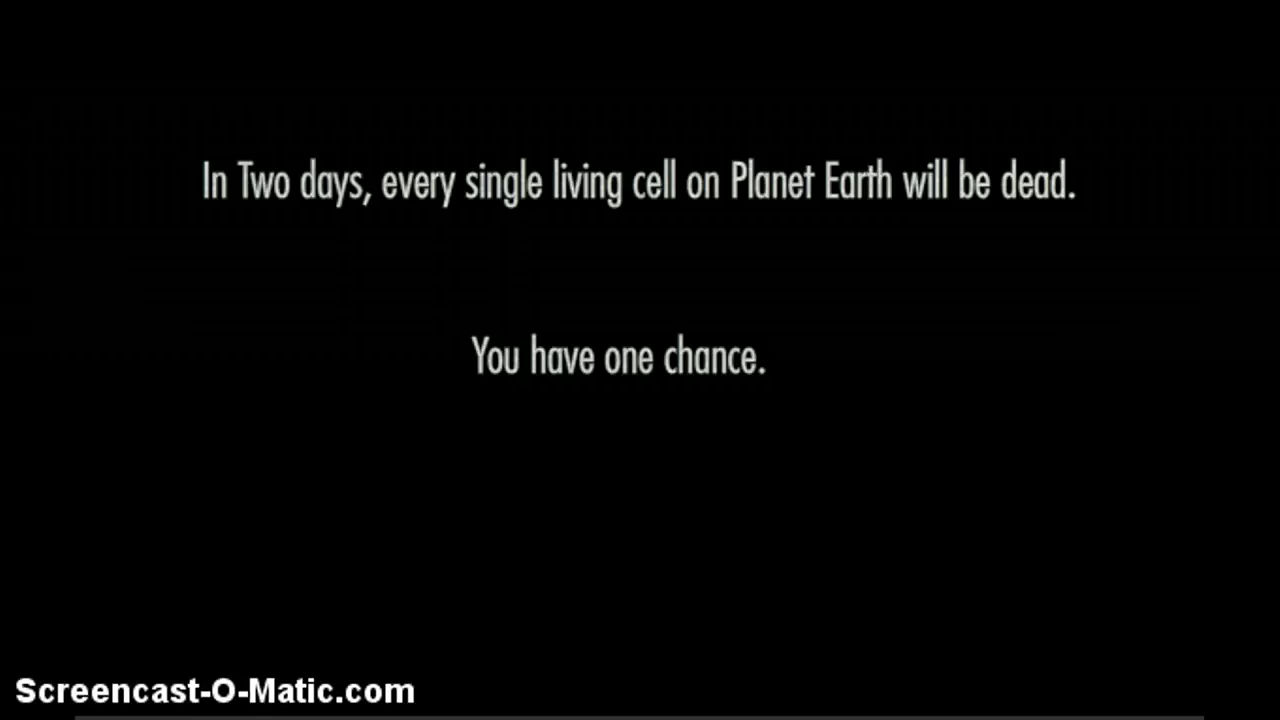 In Two days, every single living cell on Planet Earth will be dead.
You have one chance.
Screencast-O-Matic.com